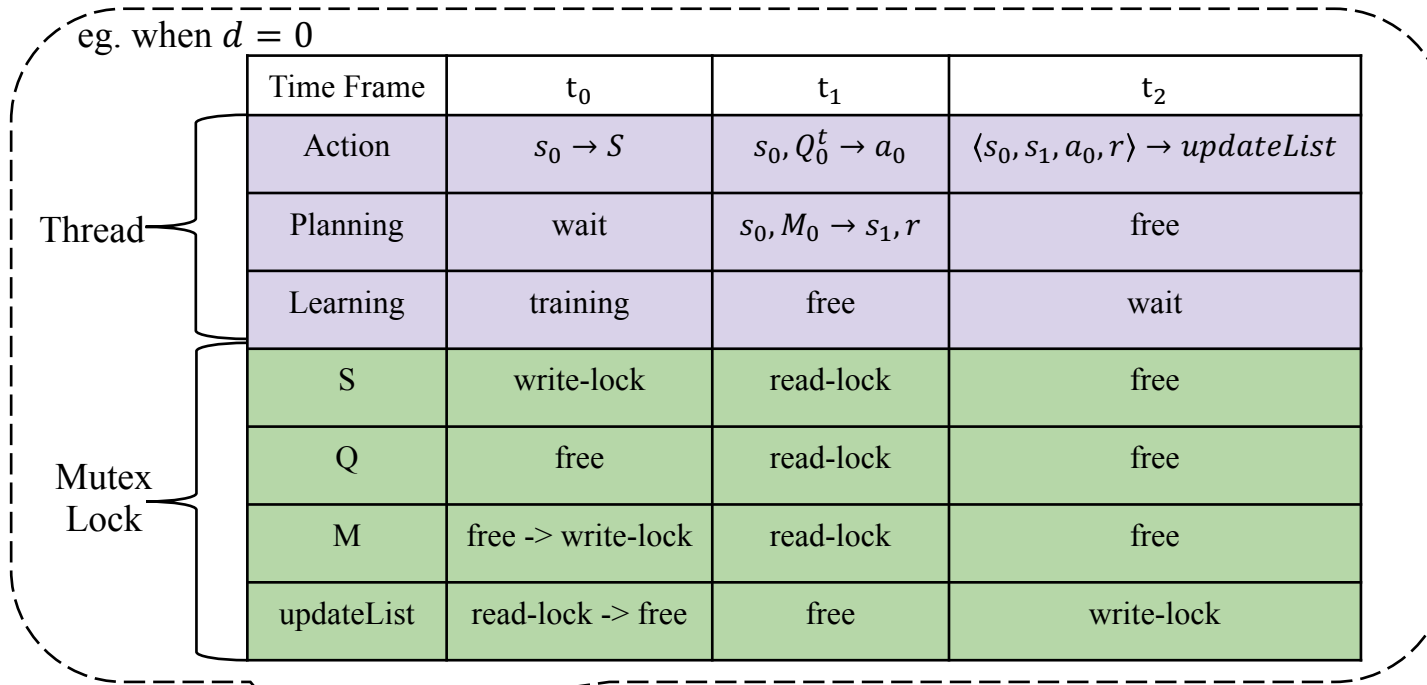 eg. when d = 0
Time Frame t₀ t₁ t₂
Action s₀ → S s₀, Q₀ᵗ → a₀ ⟨s₀, s₁, a₀, r⟩ → updateList
Thread
Planning wait s₀, M₀ → s₁, r free
Learning training free wait
S write-lock read-lock free
Q free read-lock free
Mutex
Lock
M free -> write-lock read-lock free
updateList read-lock -> free free write-lock